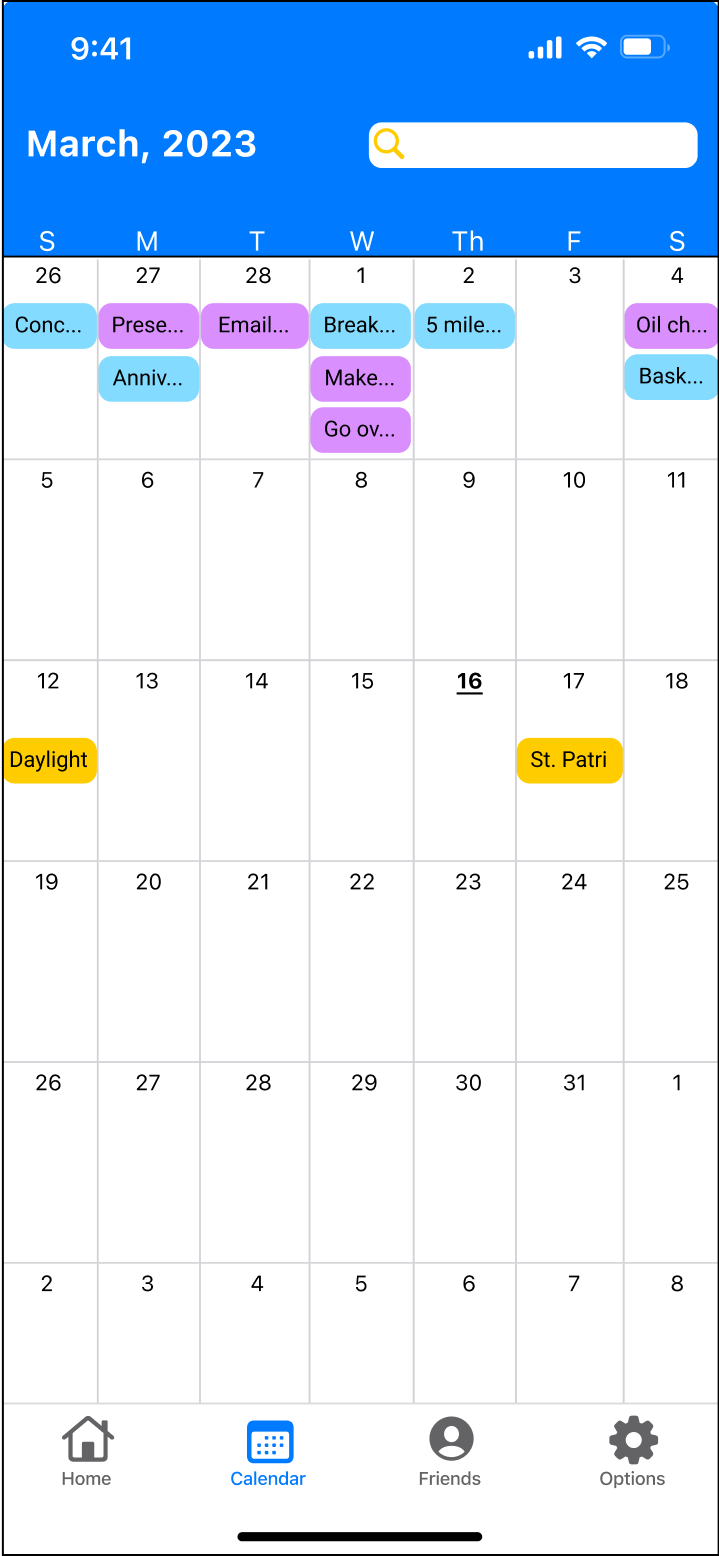 9:41
March, 2023
S M T W Th F S
26 27 28 1 2 3 4
Conc... Prese... Email... Break... 5 mile... Oil ch...
Anniv... Make... Bask...
Go ov...
5 6 7 8 9 10 11
12 13 14 15 16 17 18
Daylight St. Patri
19 20 21 22 23 24 25
26 27 28 29 30 31 1
2 3 4 5 6 7 8
Home Calendar Friends Options